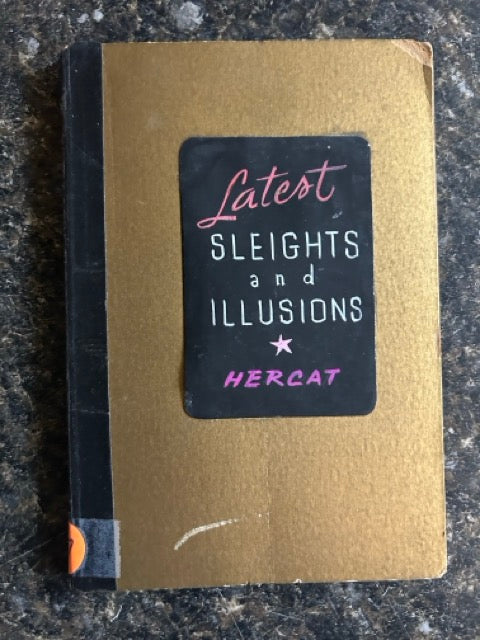 Latest
SLEIGHTS
and
ILLUSIONS
HERCAT